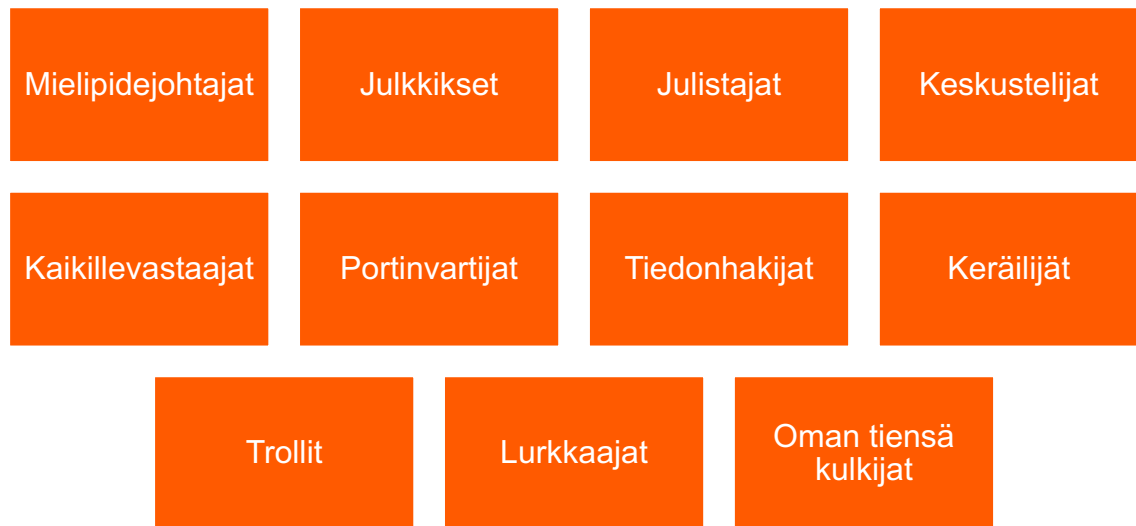 Mielipidejohtajat
Julkkikset
Julistajat
Keskustelijat
Kaikillevastaajat
Portinvartijat
Tiedonhakijat
Keräilijät
Trollit
Lurkkaajat
Oman tiensä
kulkijat